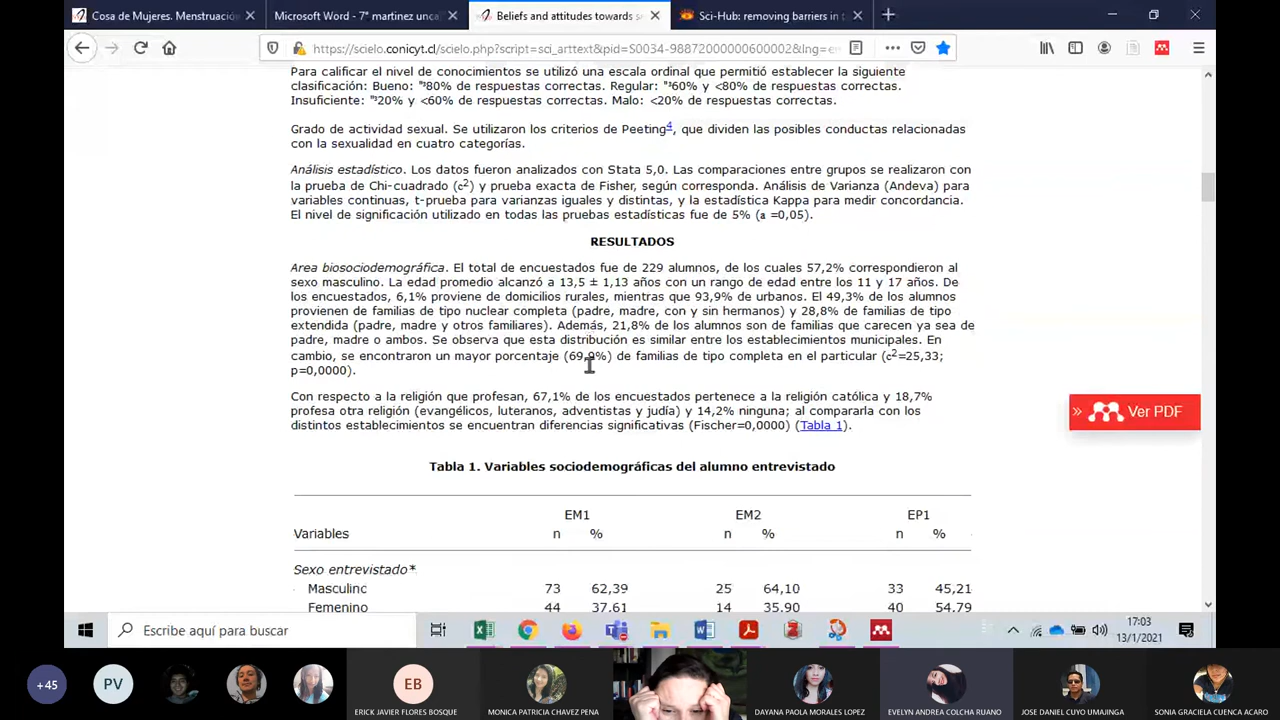 Cosa de Mujeres. Menstruación
Microsoft Word - 7ª martinez unca
Beliefs and attitudes towards s
Sci-Hub: removing barriers in t
https://scielo.conicyt.cl/scielo.php?script=sci_arttext&pid=S0034-98872000000600002&lng=e
Para calificar el nivel de conocimientos se utilizó una escala ordinal que permitió establecer la siguiente
clasificación: Bueno: "³80% de respuestas correctas. Regular: "³60% y <80% de respuestas correctas.
Insuficiente: "³20% y <60% de respuestas correctas. Malo: <20% de respuestas correctas.
Grado de actividad sexual. Se utilizaron los criterios de Peeting4, que dividen las posibles conductas relacionadas
con la sexualidad en cuatro categorías.
Análisis estadístico. Los datos fueron analizados con Stata 5,0. Las comparaciones entre grupos se realizaron con
la prueba de Chi-cuadrado (c2) y prueba exacta de Fisher, según corresponda. Análisis de Varianza (Andeva) para
variables continuas, t-prueba para varianzas iguales y distintas, y la estadística Kappa para medir concordancia.
El nivel de significación utilizado en todas las pruebas estadísticas fue de 5% (a =0,05).
RESULTADOS
Area biosociodemográfica. El total de encuestados fue de 229 alumnos, de los cuales 57,2% correspondieron al
sexo masculino. La edad promedio alcanzó a 13,5 ± 1,13 años con un rango de edad entre los 11 y 17 años. De
los encuestados, 6,1% proviene de domicilios rurales, mientras que 93,9% de urbanos. El 49,3% de los alumnos
provienen de familias de tipo nuclear completa (padre, madre, con y sin hermanos) y 28,8% de familias de tipo
extendida (padre, madre y otros familiares). Además, 21,8% de los alumnos son de familias que carecen ya sea de
padre, madre o ambos. Se observa que esta distribución es similar entre los establecimientos municipales. En
cambio, se encontraron un mayor porcentaje (69,9%) de familias de tipo completa en el particular (c2=25,33;
p=0,0000).
Con respecto a la religión que profesan, 67,1% de los encuestados pertenece a la religión católica y 18,7%
profesa otra religión (evangélicos, luteranos, adventistas y judía) y 14,2% ninguna; al compararla con los
distintos establecimientos se encuentran diferencias significativas (Fischer=0,0000) (Tabla 1).
» Ver PDF
Tabla 1. Variables sociodemográficas del alumno entrevistado
EM1 EM2 EP1
Variables n % n % n %
Sexo entrevistado*
Masculinc 73 62,39 25 64,10 33 45,21
Femenino 44 37,61 14 35,90 40 54,79
Escribe aquí para buscar
17:03
13/1/2021
+45
PV
EB
ERICK JAVIER FLORES BOSQUE
MONICA PATRICIA CHAVEZ PENA
DAYANA PAOLA MORALES LOPEZ
EVELYN ANDREA COLCHA RUANO
JOSE DANIEL CUYO UMAJINGA
SONIA GRACIELA CUENCA ACARO